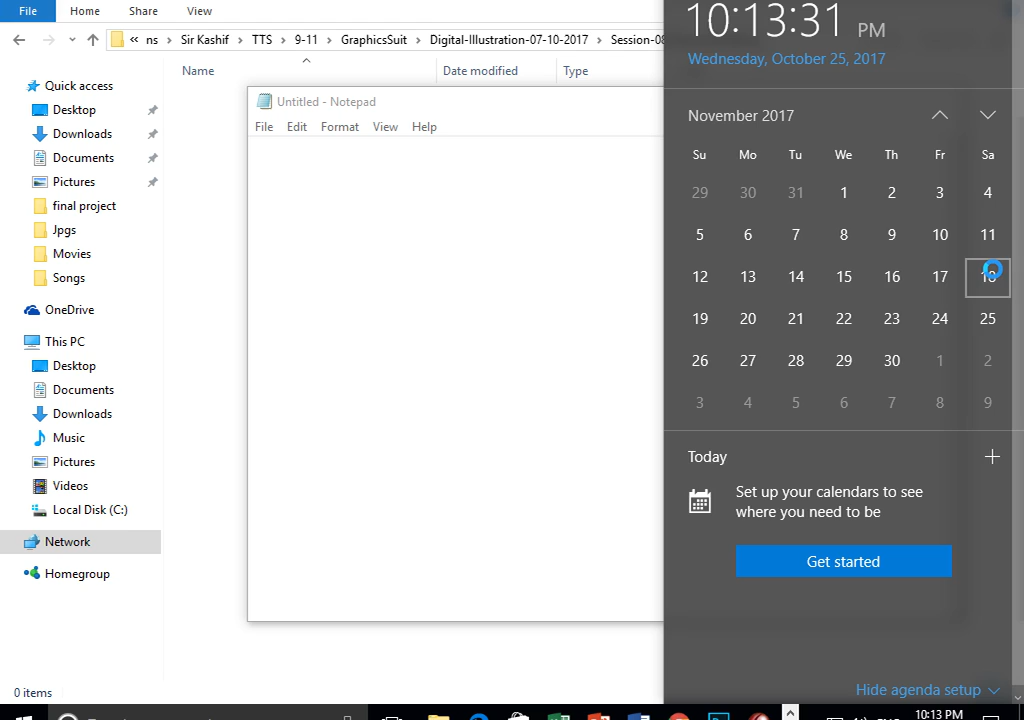 File Home Share View
« ns › Sir Kashif › TTS › 9-11 › GraphicsSuit › Digital-Illustration-07-10-2017 › Session-08
Name Date modified Type
Quick access
Desktop
Downloads
Documents
Pictures
final project
Jpgs
Movies
Songs
OneDrive
This PC
Desktop
Documents
Downloads
Music
Pictures
Videos
Local Disk (C:)
Network
Homegroup
0 items
Untitled - Notepad
File Edit Format View Help
10:13:31 PM
Wednesday, October 25, 2017
November 2017
Su Mo Tu We Th Fr Sa
29 30 31 1 2 3 4
5 6 7 8 9 10 11
12 13 14 15 16 17 18
19 20 21 22 23 24 25
26 27 28 29 30 1 2
3 4 5 6 7 8 9
Today
Set up your calendars to see
where you need to be
Get started
Hide agenda setup
10:13 PM